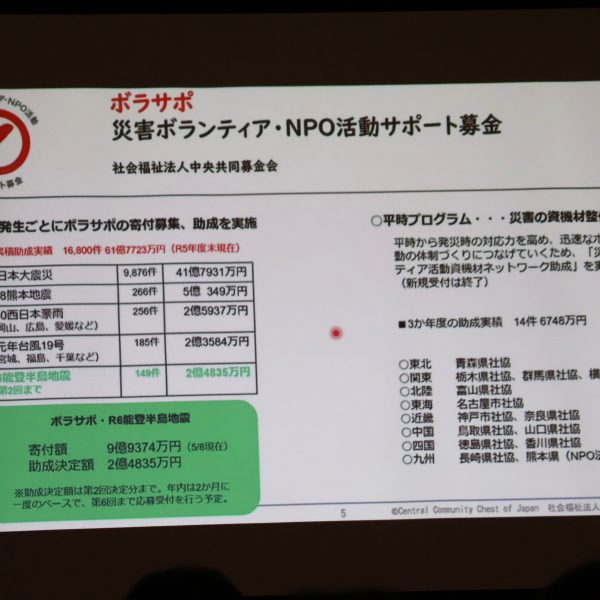 ア・NPO活動
ート募金
ボラサポ
災害ボランティア・NPO活動サポート募金
社会福祉法人中央共同募金会
発生ごとにボラサポの寄付募集、助成を実施
累積助成実績 16,800件 61億7723万円（R5年度末現在）
日本大震災 9,876件 41億7931万円
8熊本地震 266件 5億 349万円
0西日本豪雨 256件 2億5937万円
岡山、広島、愛媛など）
元年台風19号 185件 2億3584万円
宮城、福島、千葉など）
能登半島地震 149件 2億4835万円
第2回まで
ボラサポ・R6能登半島地震
寄付額 9億9374万円（5/8現在）
助成決定額 2億4835万円
※助成決定額は第2回決定分まで。年内は2か月に
一度のペースで、第6回まで応募受付を行う予定。
○平時プログラム・・・災害の資機材整
平時から発災時の対応力を高め、迅速なボ
動の体制づくりにつなげていくため、「災
ティア活動資機材ネットワーク助成」を実
（新規受付は終了）
■3か年度の助成実績 14件 6748万円
○東北 青森県社協
○関東 栃木県社協、群馬県社協、横
○北陸 富山県社協
○東海 名古屋市社協
○近畿 神戸市社協、奈良県社協
○中国 鳥取県社協、山口県社協
○四国 徳島県社協、香川県社協
○九州 長崎県社協、熊本県（NPO法
5
©Central Community Chest of Japan 社会福祉法人